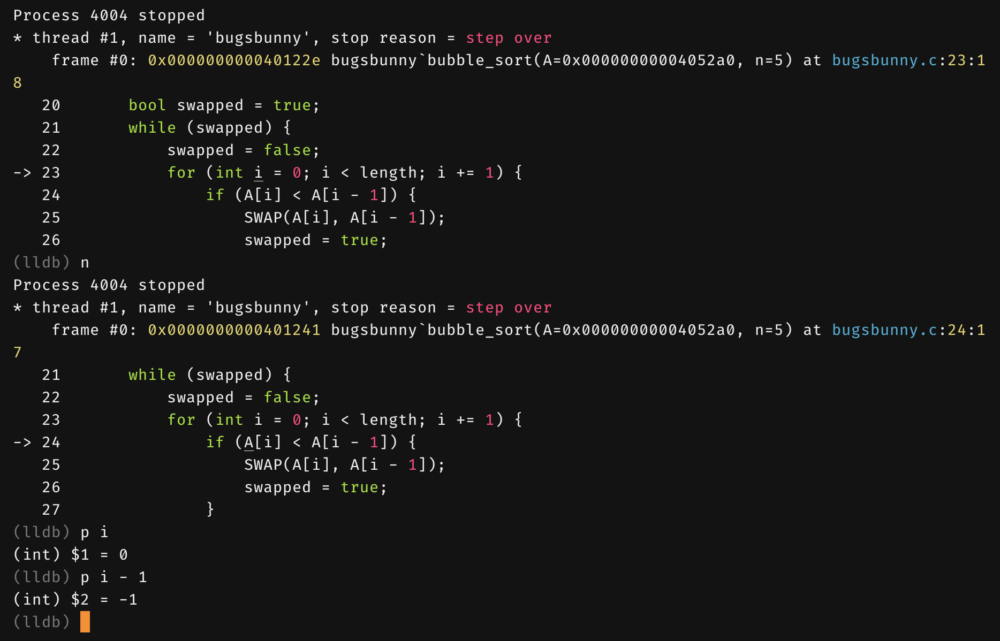 Process 4004 stopped
* thread #1, name = 'bugsbunny', stop reason = step over
    frame #0: 0x000000000040122e bugsbunny`bubble_sort(A=0x00000000004052a0, n=5) at bugsbunny.c:23:1
8
   20       bool swapped = true;
   21       while (swapped) {
   22           swapped = false;
-> 23           for (int i = 0; i < length; i += 1) {
   24               if (A[i] < A[i - 1]) {
   25                   SWAP(A[i], A[i - 1]);
   26                   swapped = true;
(lldb) n
Process 4004 stopped
* thread #1, name = 'bugsbunny', stop reason = step over
    frame #0: 0x0000000000401241 bugsbunny`bubble_sort(A=0x00000000004052a0, n=5) at bugsbunny.c:24:1
7
   21       while (swapped) {
   22           swapped = false;
   23           for (int i = 0; i < length; i += 1) {
-> 24               if (A[i] < A[i - 1]) {
   25                   SWAP(A[i], A[i - 1]);
   26                   swapped = true;
   27               }
(lldb) p i
(int) $1 = 0
(lldb) p i - 1
(int) $2 = -1
(lldb)